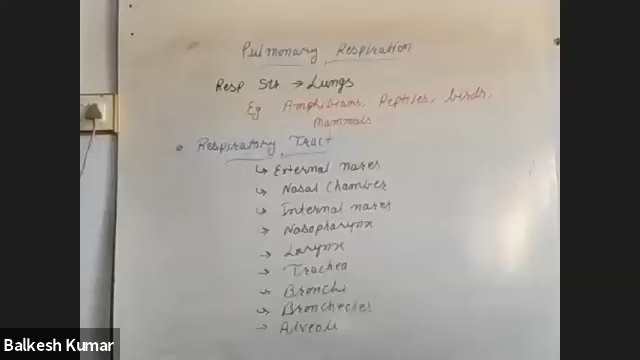 Pulmonary Respiration
Resp Str → Lungs
Eg Amphibians, Reptiles, birds,
mammals
• Respiratory Tract
↳ External nares
↳ Nasal Chamber
↳ Internal nares
→ Nasopharynx
→ Larynx
→ Trachea
→ Bronchi
→ Bronchioles
→ Alveoli
Balkesh Kumar